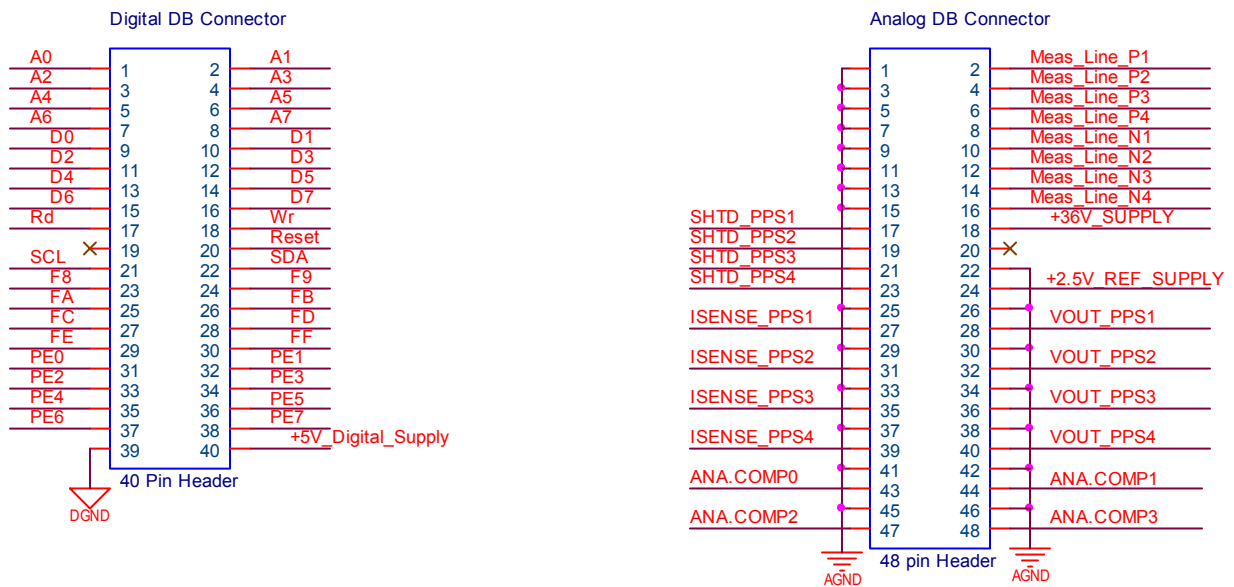 Digital DB Connector
A0 1 2 A1
A2 3 4 A3
A4 5 6 A5
A6 7 8 A7
D0 9 10 D1
D2 11 12 D3
D4 13 14 D5
D6 15 16 D7
Rd 17 18 Wr
19 20 Reset
SCL 21 22 SDA
F8 23 24 F9
FA 25 26 FB
FC 27 28 FD
FE 29 30 FF
PE0 31 32 PE1
PE2 33 34 PE3
PE4 35 36 PE5
PE6 37 38 PE7
39 40 +5V_Digital_Supply
40 Pin Header
DGND
Analog DB Connector
1 2 Meas_Line_P1
3 4 Meas_Line_P2
5 6 Meas_Line_P3
7 8 Meas_Line_P4
9 10 Meas_Line_N1
11 12 Meas_Line_N2
13 14 Meas_Line_N3
15 16 Meas_Line_N4
SHTD_PPS1 17 18 +36V_SUPPLY
SHTD_PPS2 19 20
SHTD_PPS3 21 22
SHTD_PPS4 23 24 +2.5V_REF_SUPPLY
25 26
ISENSE_PPS1 27 28 VOUT_PPS1
29 30
ISENSE_PPS2 31 32 VOUT_PPS2
33 34
ISENSE_PPS3 35 36 VOUT_PPS3
37 38
ISENSE_PPS4 39 40 VOUT_PPS4
41 42
ANA.COMP0 43 44 ANA.COMP1
45 46
ANA.COMP2 47 48 ANA.COMP3
48 pin Header
AGND
AGND